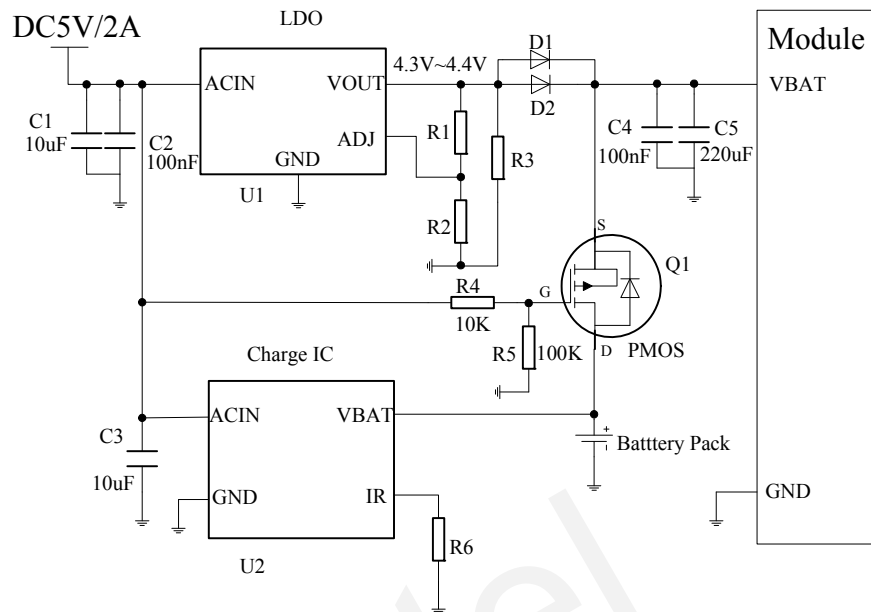 DC5V/2A
LDO
Module
ACIN
VOUT
ADJ
GND
U1
4.3V~4.4V
D1
D2
VBAT
C1
10uF
C2
100nF
R1
R2
R3
C4
100nF
C5
220uF
S
Q1
G
D
PMOS
R4
10K
R5
100K
Charge IC
ACIN
VBAT
GND
IR
U2
C3
10uF
R6
+
-
Batttery Pack
GND